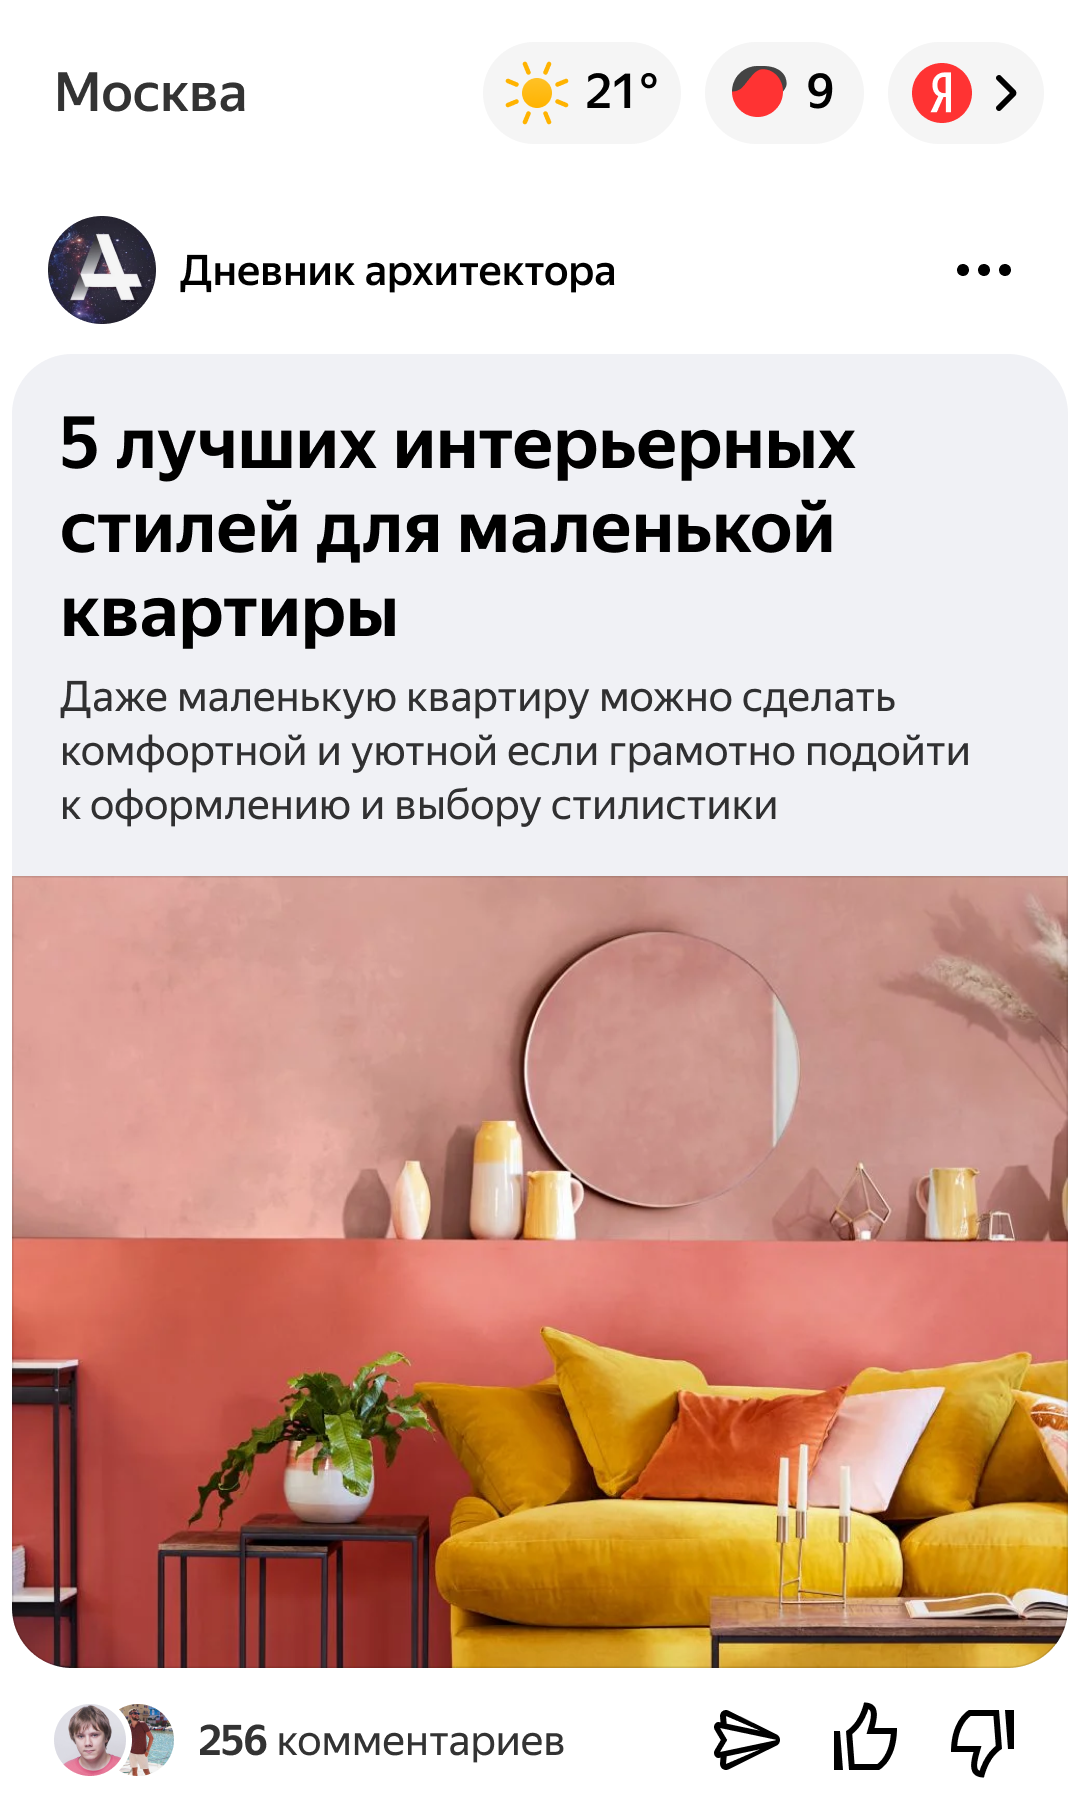 Москва
21°
9
Я
Дневник архитектора
5 лучших интерьерных
стилей для маленькой
квартиры
Даже маленькую квартиру можно сделать
комфортной и уютной если грамотно подойти
к оформлению и выбору стилистики
256 комментариев